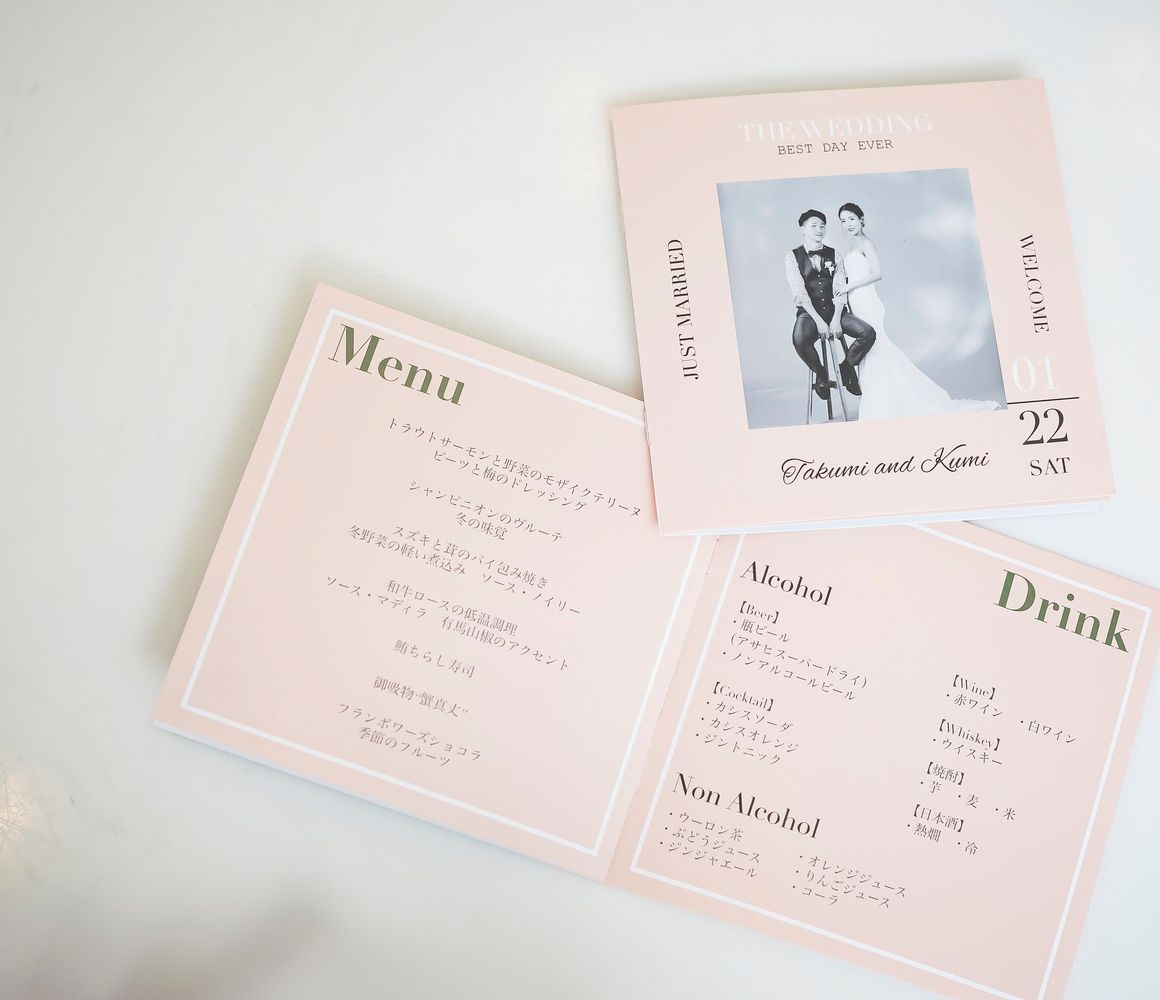 THE WEDDING
BEST DAY EVER
JUST MARRIED
WELCOME
01
22
SAT
Takumi and Kumi
Menu
トラウトサーモンと野菜のモザイクテリーヌ
ビーツと梅のドレッシング
シャンピニオンのヴルーテ
冬の味覚
スズキと茸のパイ包み焼き
冬野菜の軽い煮込み　ソース・ノイリー
和牛ロースの低温調理
ソース・マディラ　有馬山椒のアクセント
鮪ちらし寿司
御吸物“蟹真丈”
フランボワーズショコラ
季節のフルーツ
Drink
Alcohol
【Beer】
・瓶ビール
(アサヒスーパードライ)
・ノンアルコールビール
【Cocktail】
・カシスソーダ
・カシスオレンジ
・ジントニック
【Wine】
・赤ワイン　・白ワイン
【Whiskey】
・ウイスキー
【焼酎】
・芋　・麦　・米
【日本酒】
・熱燗　・冷
Non Alcohol
・ウーロン茶
・ぶどうジュース
・ジンジャエール
・オレンジジュース
・りんごジュース
・コーラ